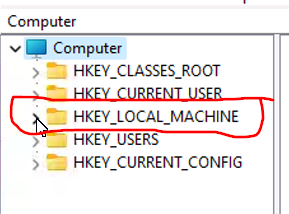 Computer
Computer
HKEY_CLASSES_ROOT
HKEY_CURRENT_USER
HKEY_LOCAL_MACHINE
HKEY_USERS
HKEY_CURRENT_CONFIG